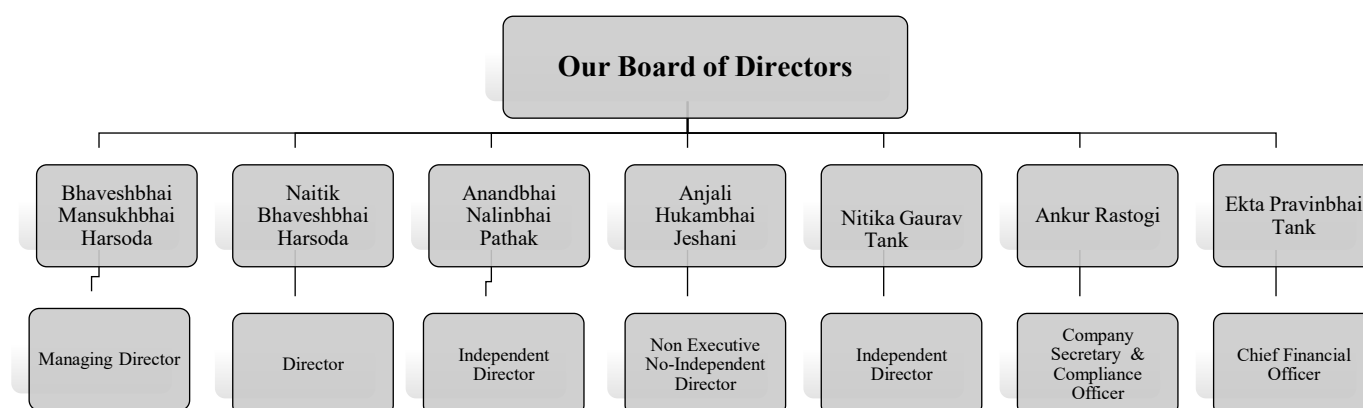 Our Board of Directors
Bhaveshbhai
Mansukhbhai
Harsoda
Naitik
Bhaveshbhai
Harsoda
Anandbhai
Nalinbhai
Pathak
Anjali
Hukambhai
Jeshani
Nitika Gaurav
Tank
Ankur Rastogi
Ekta Pravinbhai
Tank
Managing Director
Director
Independent
Director
Non Executive
No-Independent
Director
Independent
Director
Company
Secretary &
Compliance
Officer
Chief Financial
Officer